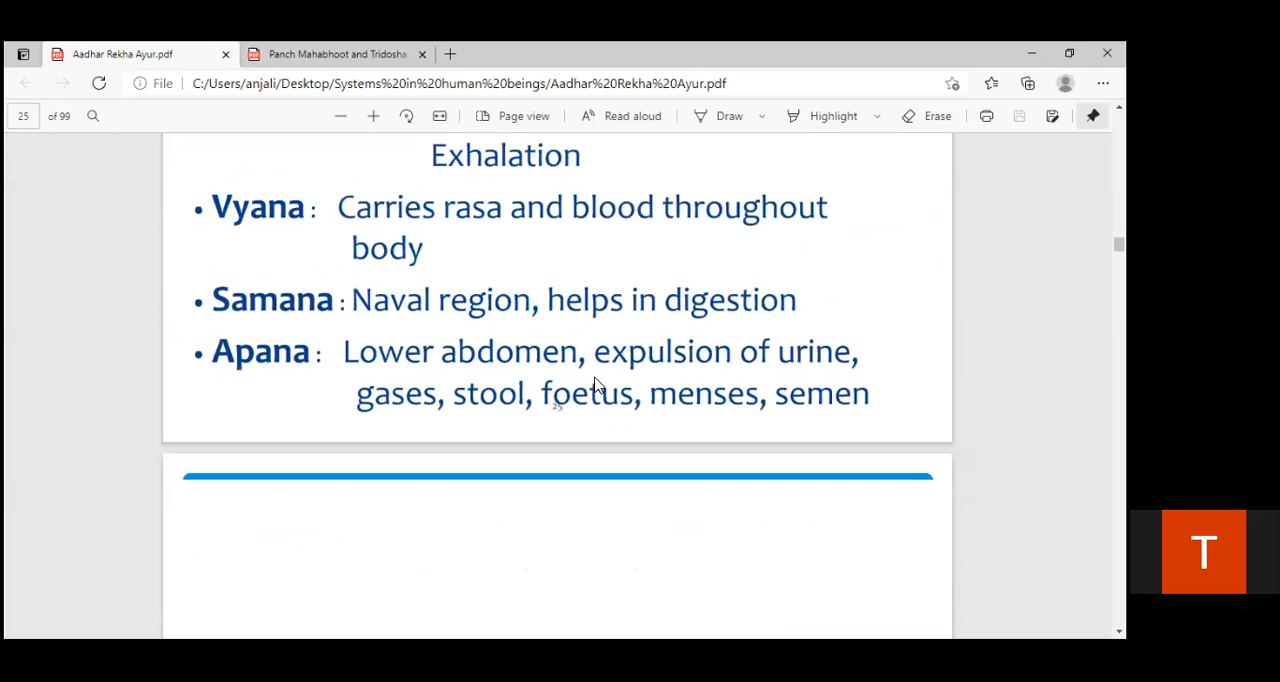 Aadhar Rekha Ayur.pdf
Panch Mahabhoot and Tridosha
File
C:/Users/anjali/Desktop/Systems%20in%20human%20beings/Aadhar%20Rekha%20Ayur.pdf
25 of 99
Page view
Read aloud
Draw
Highlight
Erase
Exhalation
• Vyana : Carries rasa and blood throughout
body
• Samana : Naval region, helps in digestion
• Apana : Lower abdomen, expulsion of urine,
gases, stool, foetus, menses, semen
25
T